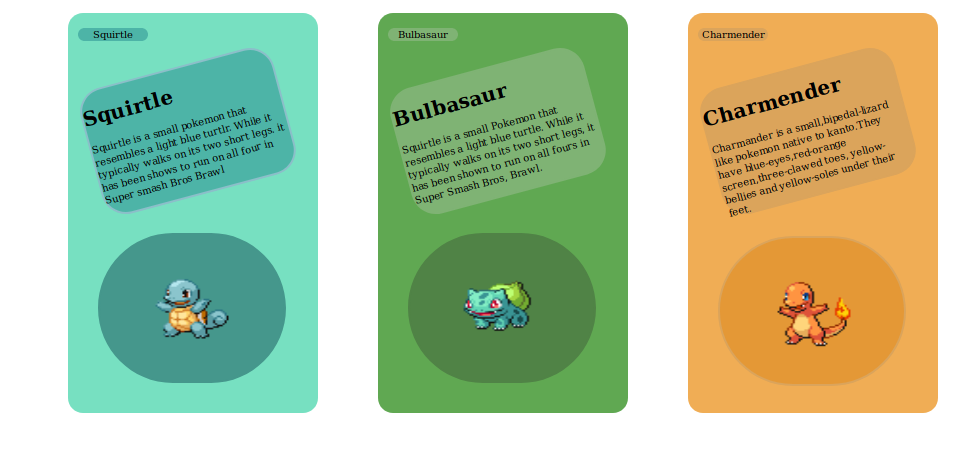 Squirtle
Squirtle
Squirtle is a small pokemon that
resembles a light blue turtlr. While it
typically walks on its two short legs, it
has been shows to run on all four in
Super smash Bros Brawl
Bulbasaur
Bulbasaur
Squirtle is a small Pokemon that
resembles a light blue turtle. While it
typically walks on its two short legs, it
has been shown to run on all fours in
Super Smash Bros, Brawl.
Charmender
Charmender
Charmander is a small,bipedal-lizard
like pokemon native to kanto.They
have blue-eyes,red-orange
screen,three-clawed toes, yellow-
bellies and yellow-soles under their
feet.